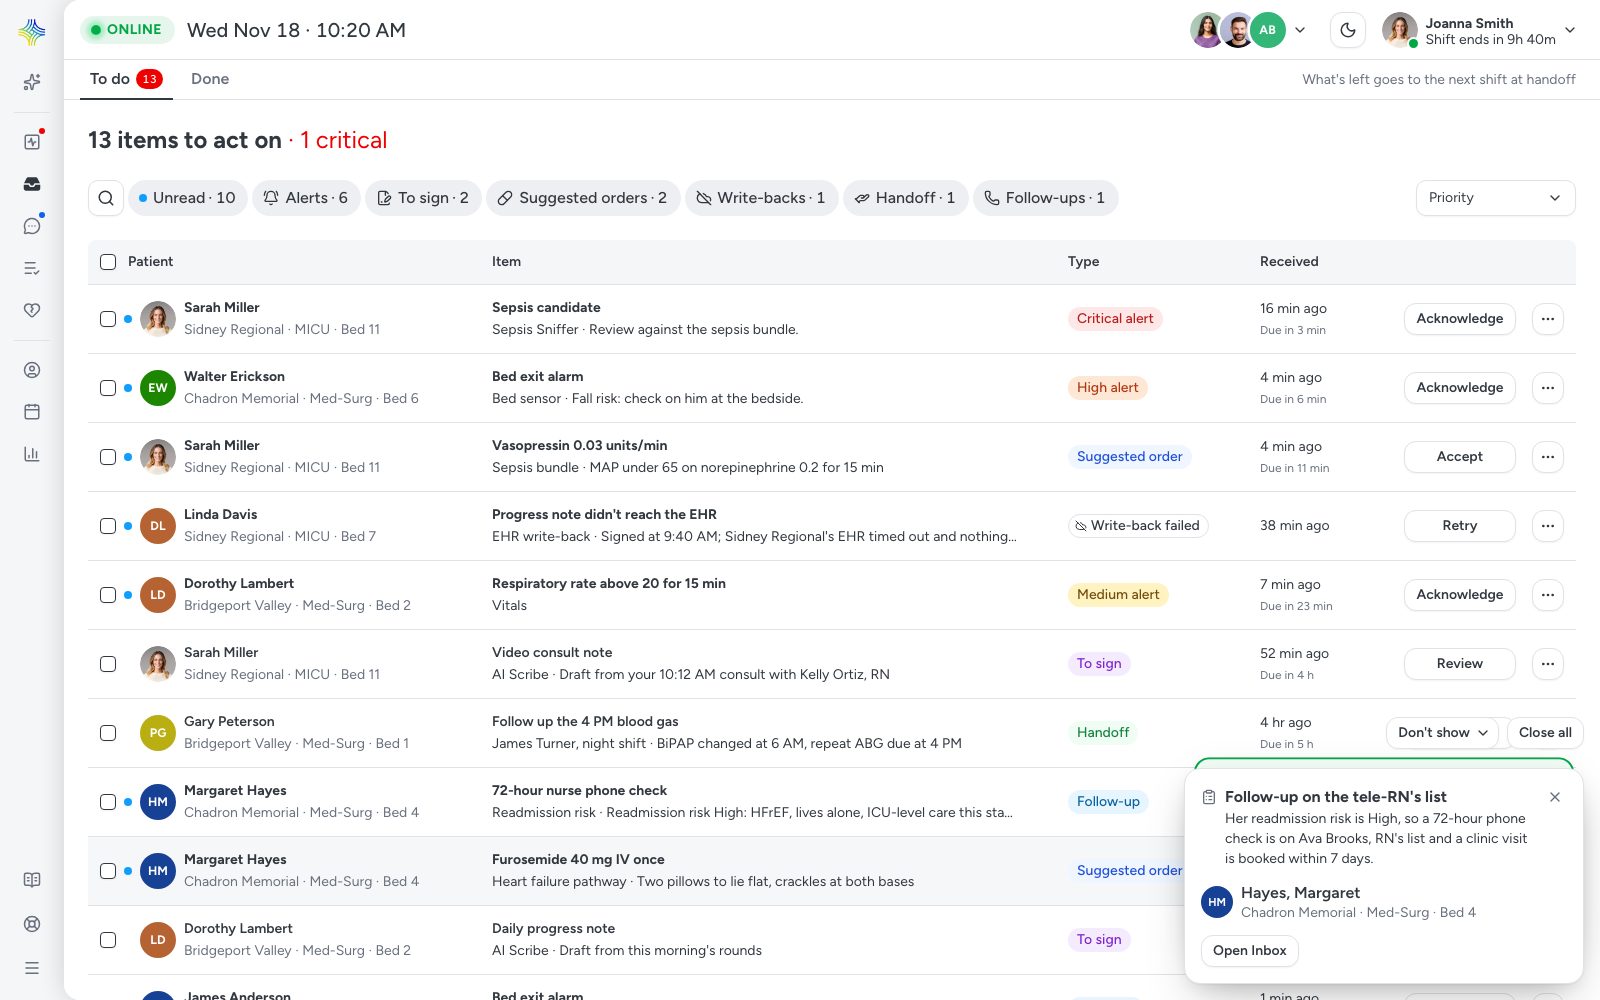 ONLINE
Wed Nov 18 · 10:20 AM
AB
Joanna Smith
Shift ends in 9h 40m
To do 13
Done
What's left goes to the next shift at handoff
13 items to act on · 1 critical
Unread · 10
Alerts · 6
To sign · 2
Suggested orders · 2
Write-backs · 1
Handoff · 1
Follow-ups · 1
Priority
Patient
Item
Type
Received
Sarah Miller
Sidney Regional · MICU · Bed 11
Sepsis candidate
Sepsis Sniffer · Review against the sepsis bundle.
Critical alert
16 min ago
Due in 3 min
Acknowledge
EW
Walter Erickson
Chadron Memorial · Med-Surg · Bed 6
Bed exit alarm
Bed sensor · Fall risk: check on him at the bedside.
High alert
4 min ago
Due in 6 min
Acknowledge
Sarah Miller
Sidney Regional · MICU · Bed 11
Vasopressin 0.03 units/min
Sepsis bundle · MAP under 65 on norepinephrine 0.2 for 15 min
Suggested order
4 min ago
Due in 11 min
Accept
DL
Linda Davis
Sidney Regional · MICU · Bed 7
Progress note didn't reach the EHR
EHR write-back · Signed at 9:40 AM; Sidney Regional's EHR timed out and nothing...
Write-back failed
38 min ago
Retry
LD
Dorothy Lambert
Bridgeport Valley · Med-Surg · Bed 2
Respiratory rate above 20 for 15 min
Vitals
Medium alert
7 min ago
Due in 23 min
Acknowledge
Sarah Miller
Sidney Regional · MICU · Bed 11
Video consult note
AI Scribe · Draft from your 10:12 AM consult with Kelly Ortiz, RN
To sign
52 min ago
Due in 4 h
Review
PG
Gary Peterson
Bridgeport Valley · Med-Surg · Bed 1
Follow up the 4 PM blood gas
James Turner, night shift · BiPAP changed at 6 AM, repeat ABG due at 4 PM
Handoff
4 hr ago
Due in 5 h
Don't show
Close all
HM
Margaret Hayes
Chadron Memorial · Med-Surg · Bed 4
72-hour nurse phone check
Readmission risk · Readmission risk High: HFrEF, lives alone, ICU-level care this sta...
Follow-up
HM
Margaret Hayes
Chadron Memorial · Med-Surg · Bed 4
Furosemide 40 mg IV once
Heart failure pathway · Two pillows to lie flat, crackles at both bases
Suggested order
LD
Dorothy Lambert
Bridgeport Valley · Med-Surg · Bed 2
Daily progress note
AI Scribe · Draft from this morning's rounds
To sign
James Anderson
Bed exit alarm
1 min ago
Follow-up on the tele-RN's list
Her readmission risk is High, so a 72-hour phone
check is on Ava Brooks, RN's list and a clinic visit
is booked within 7 days.
HM
Hayes, Margaret
Chadron Memorial · Med-Surg · Bed 4
Open Inbox